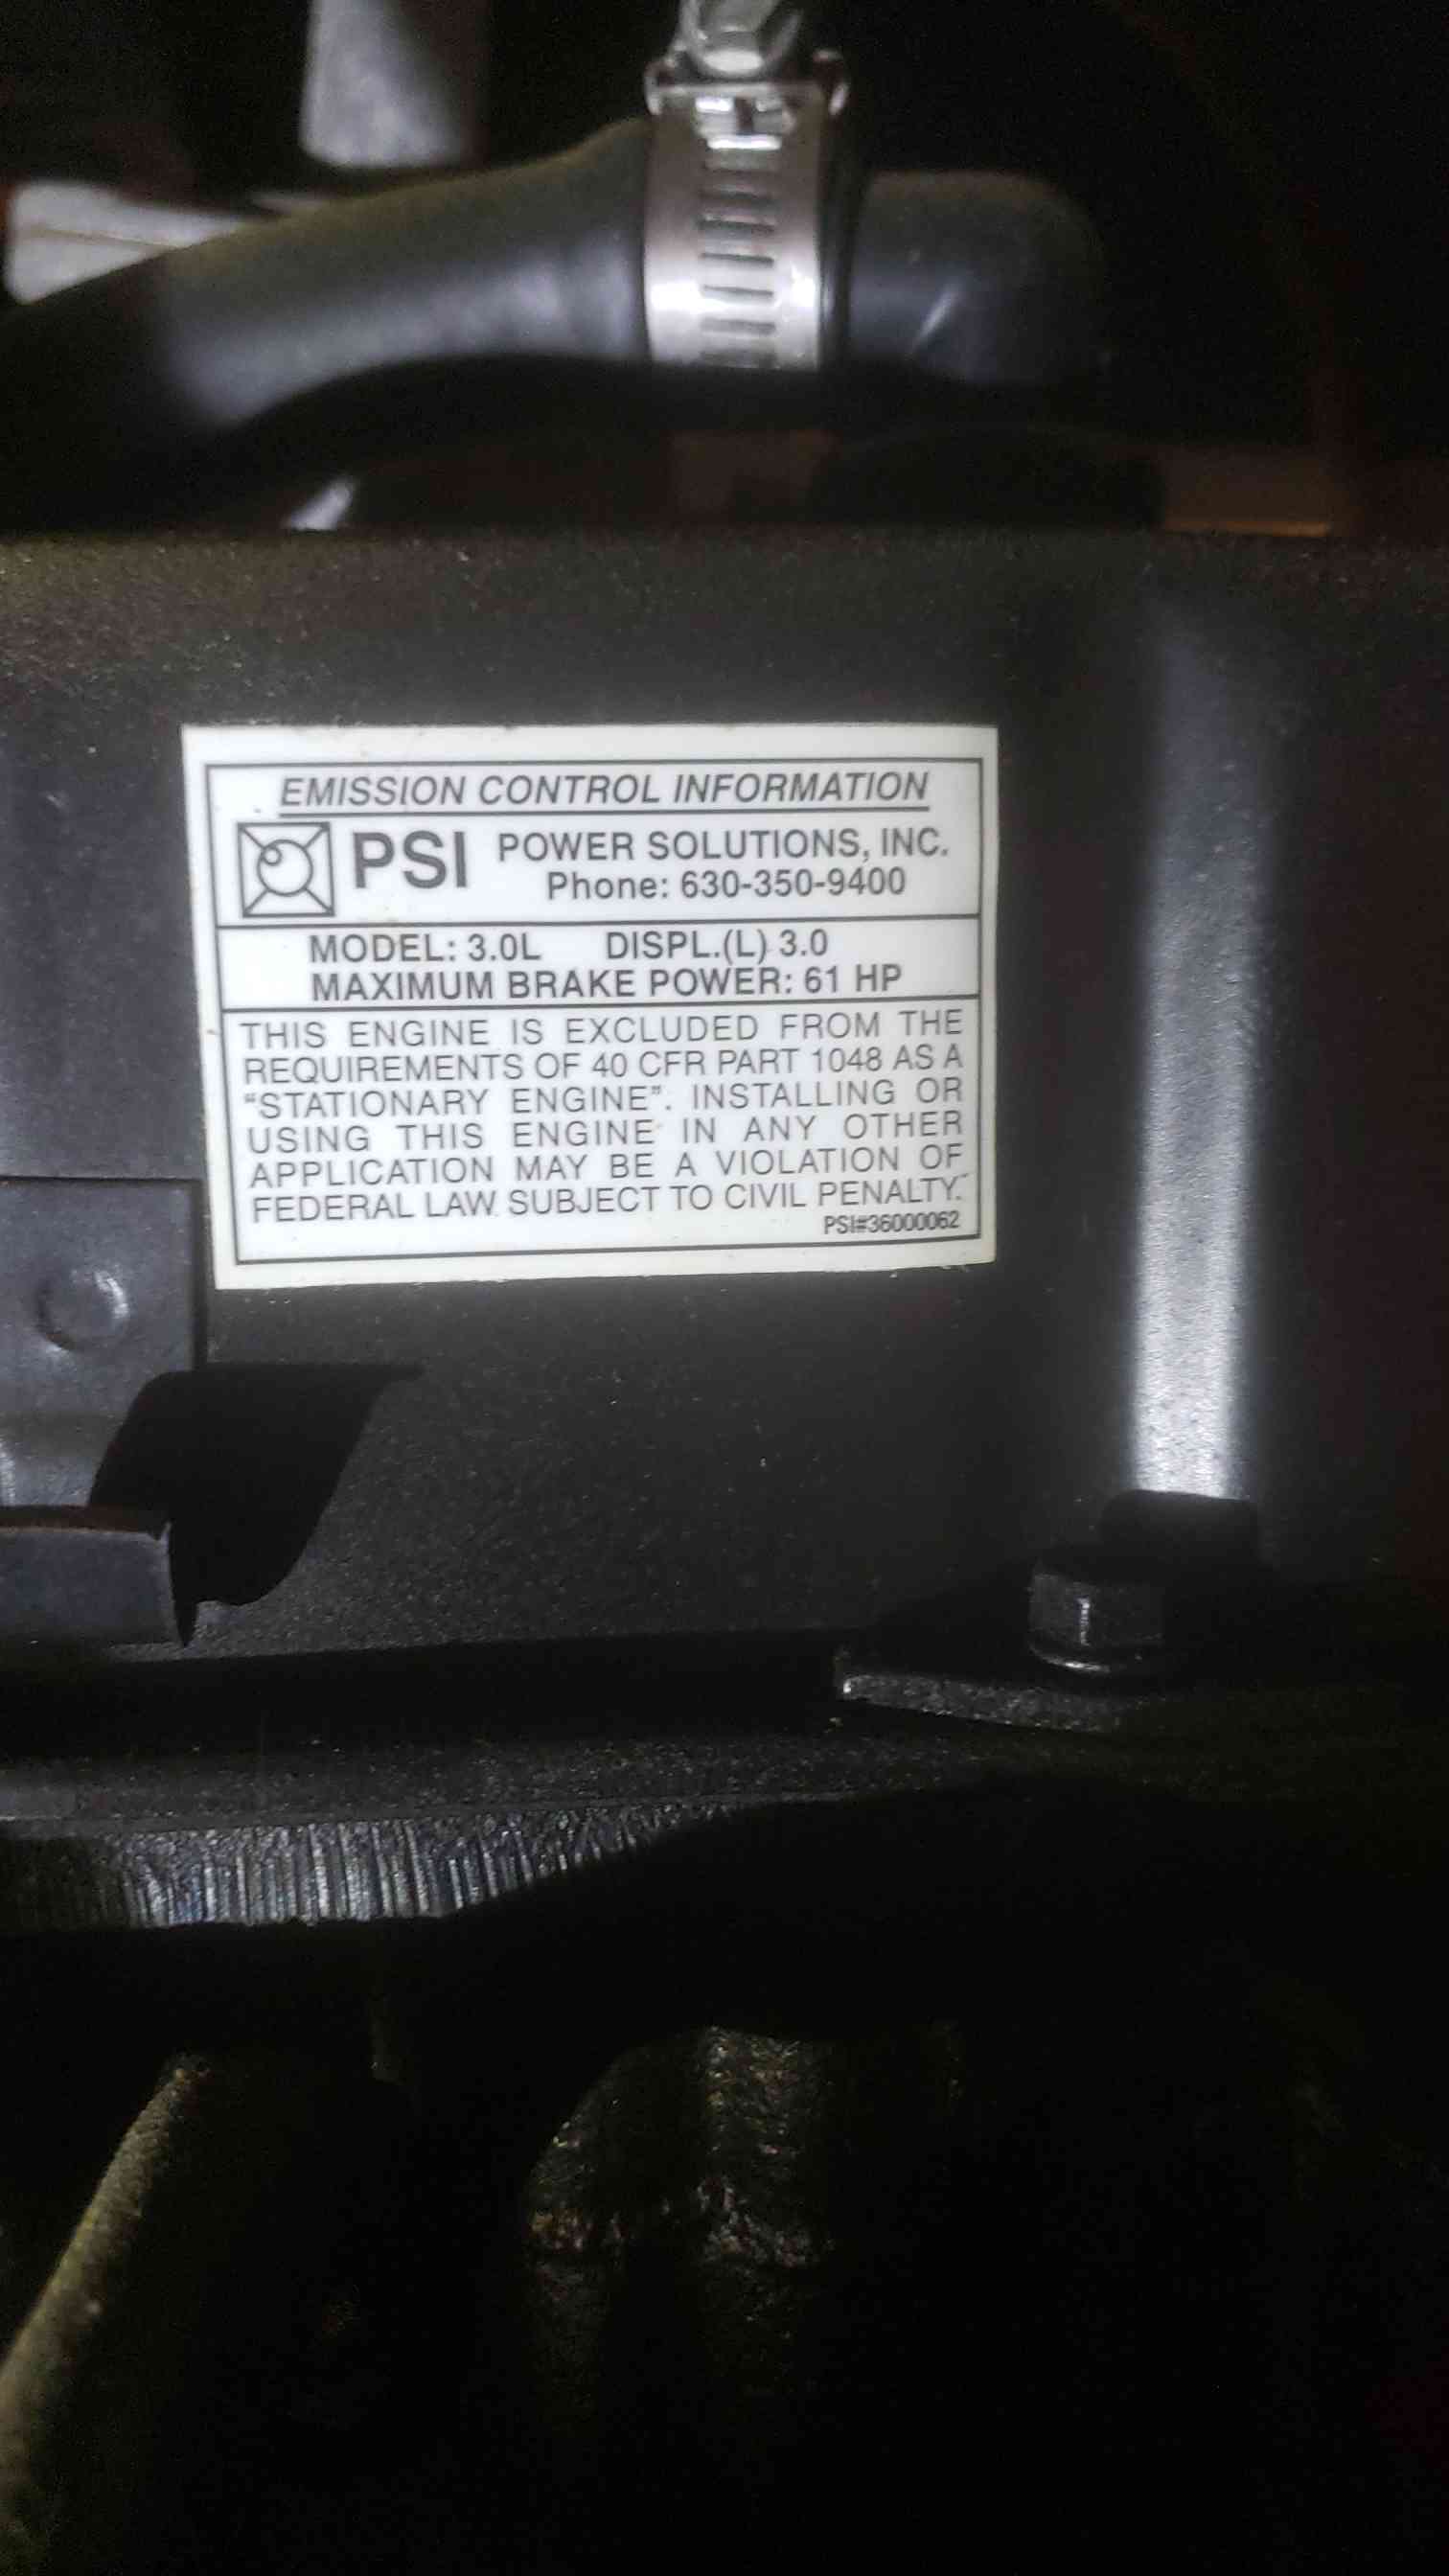 EMISSION CONTROL INFORMATION
PSI POWER SOLUTIONS, INC.
Phone: 630-350-9400
MODEL: 3.0L DISPL.(L) 3.0
MAXIMUM BRAKE POWER: 61 HP
THIS ENGINE IS EXCLUDED FROM THE
REQUIREMENTS OF 40 CFR PART 1048 AS A
"STATIONARY ENGINE". INSTALLING OR
USING THIS ENGINE IN ANY OTHER
APPLICATION MAY BE A VIOLATION OF
FEDERAL LAW SUBJECT TO CIVIL PENALTY.
PSI#36000062